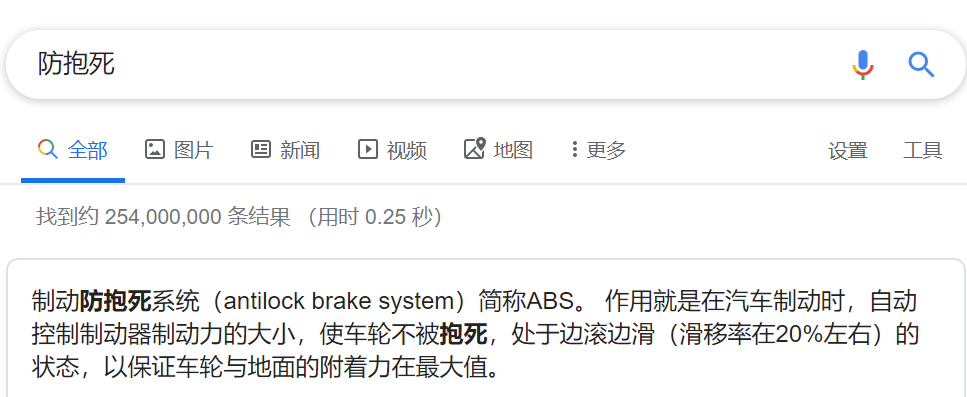 防抱死
全部 图片 新闻 视频 地图 更多 设置 工具
找到约 254,000,000 条结果 （用时 0.25 秒）
制动防抱死系统（antilock brake system）简称ABS。 作用就是在汽车制动时，自动
控制制动器制动力的大小，使车轮不被抱死，处于边滚边滑（滑移率在20%左右）的
状态，以保证车轮与地面的附着力在最大值。